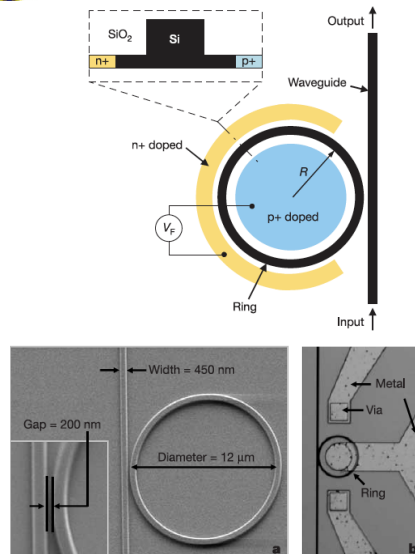 Output
SiO2
Si
n+
p+
Waveguide
n+ doped
R
p+ doped
VF
Ring
Input
Width = 450 nm
Gap = 200 nm
Diameter = 12 μm
a
Metal
Via
Ring
b